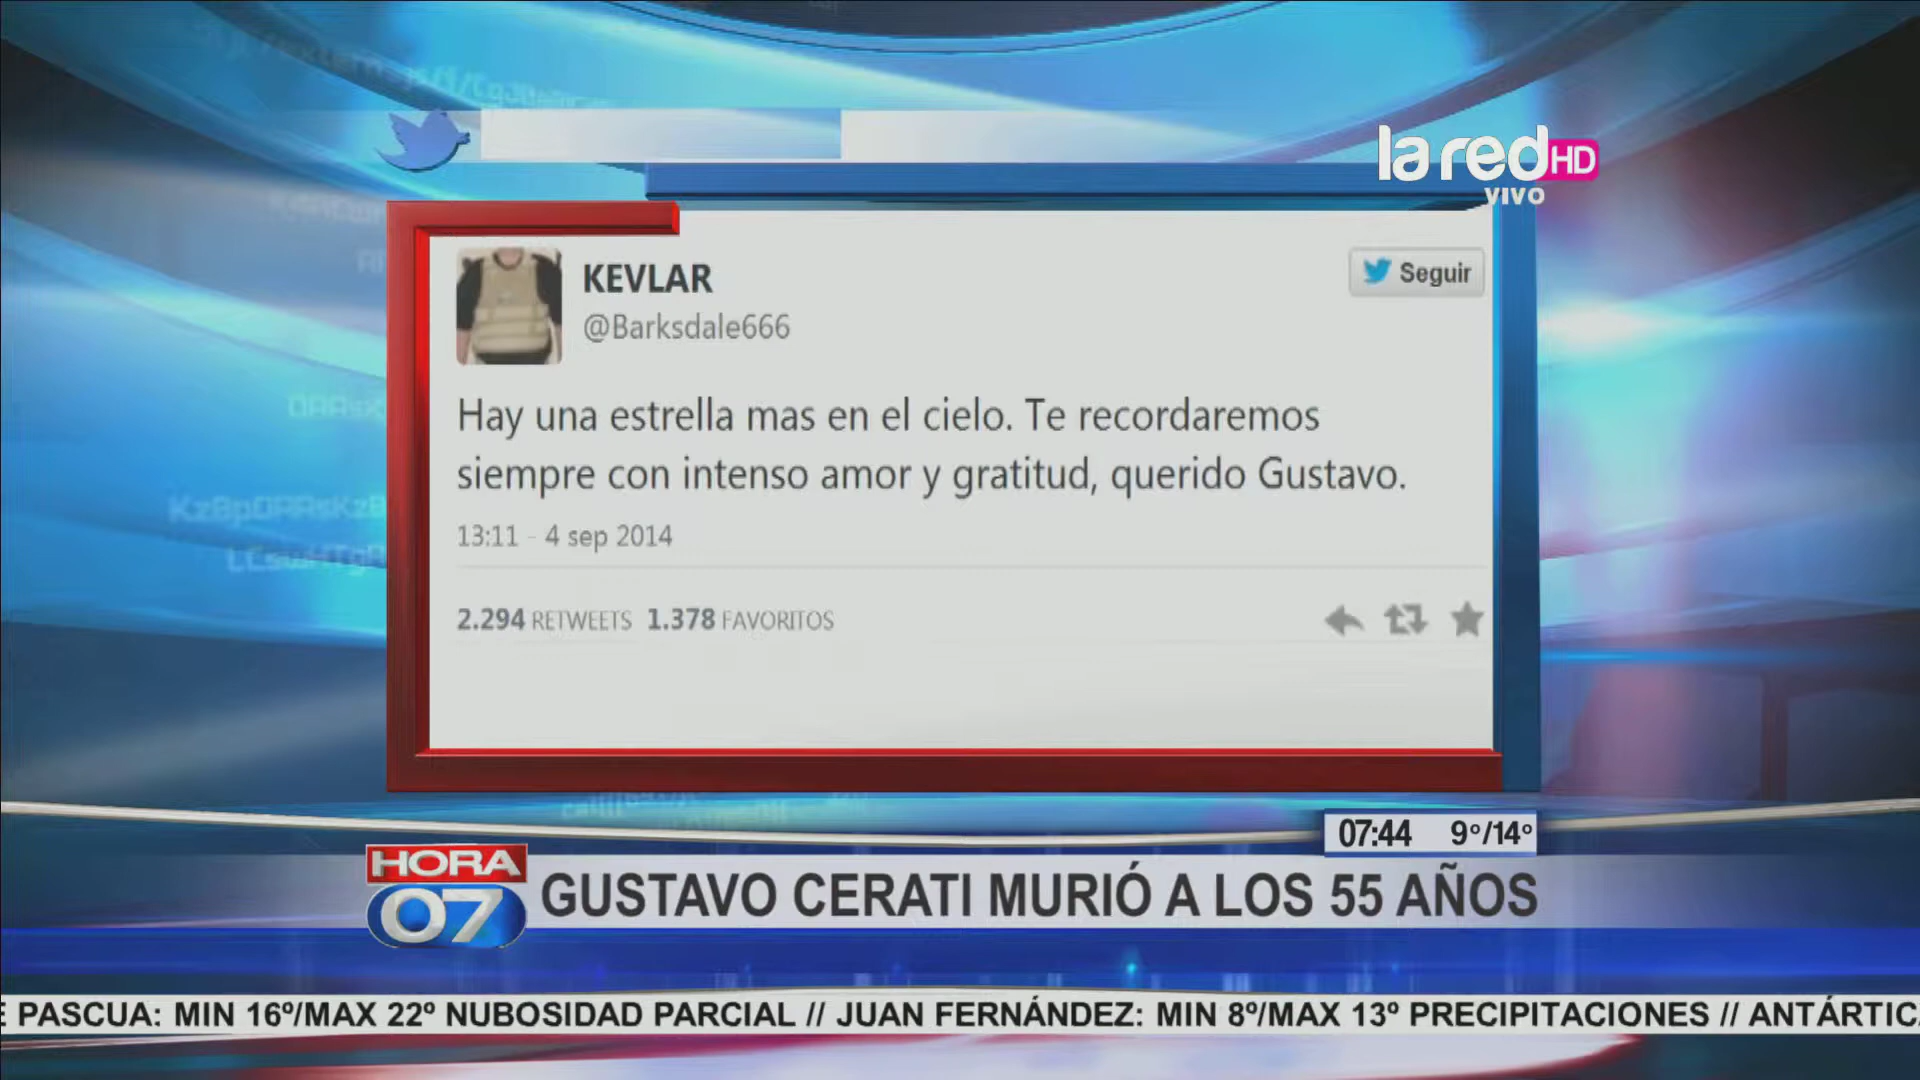 la red HD
VIVO
KEVLAR
Seguir
@Barksdale666
Hay una estrella mas en el cielo. Te recordaremos
siempre con intenso amor y gratitud, querido Gustavo.
13:11 - 4 sep 2014
2.294 RETWEETS 1.378 FAVORITOS
07:44 9º/14º
HORA
07
GUSTAVO CERATI MURIÓ A LOS 55 AÑOS
E PASCUA: MIN 16º/MAX 22º NUBOSIDAD PARCIAL // JUAN FERNÁNDEZ: MIN 8º/MAX 13º PRECIPITACIONES // ANTÁRTIC